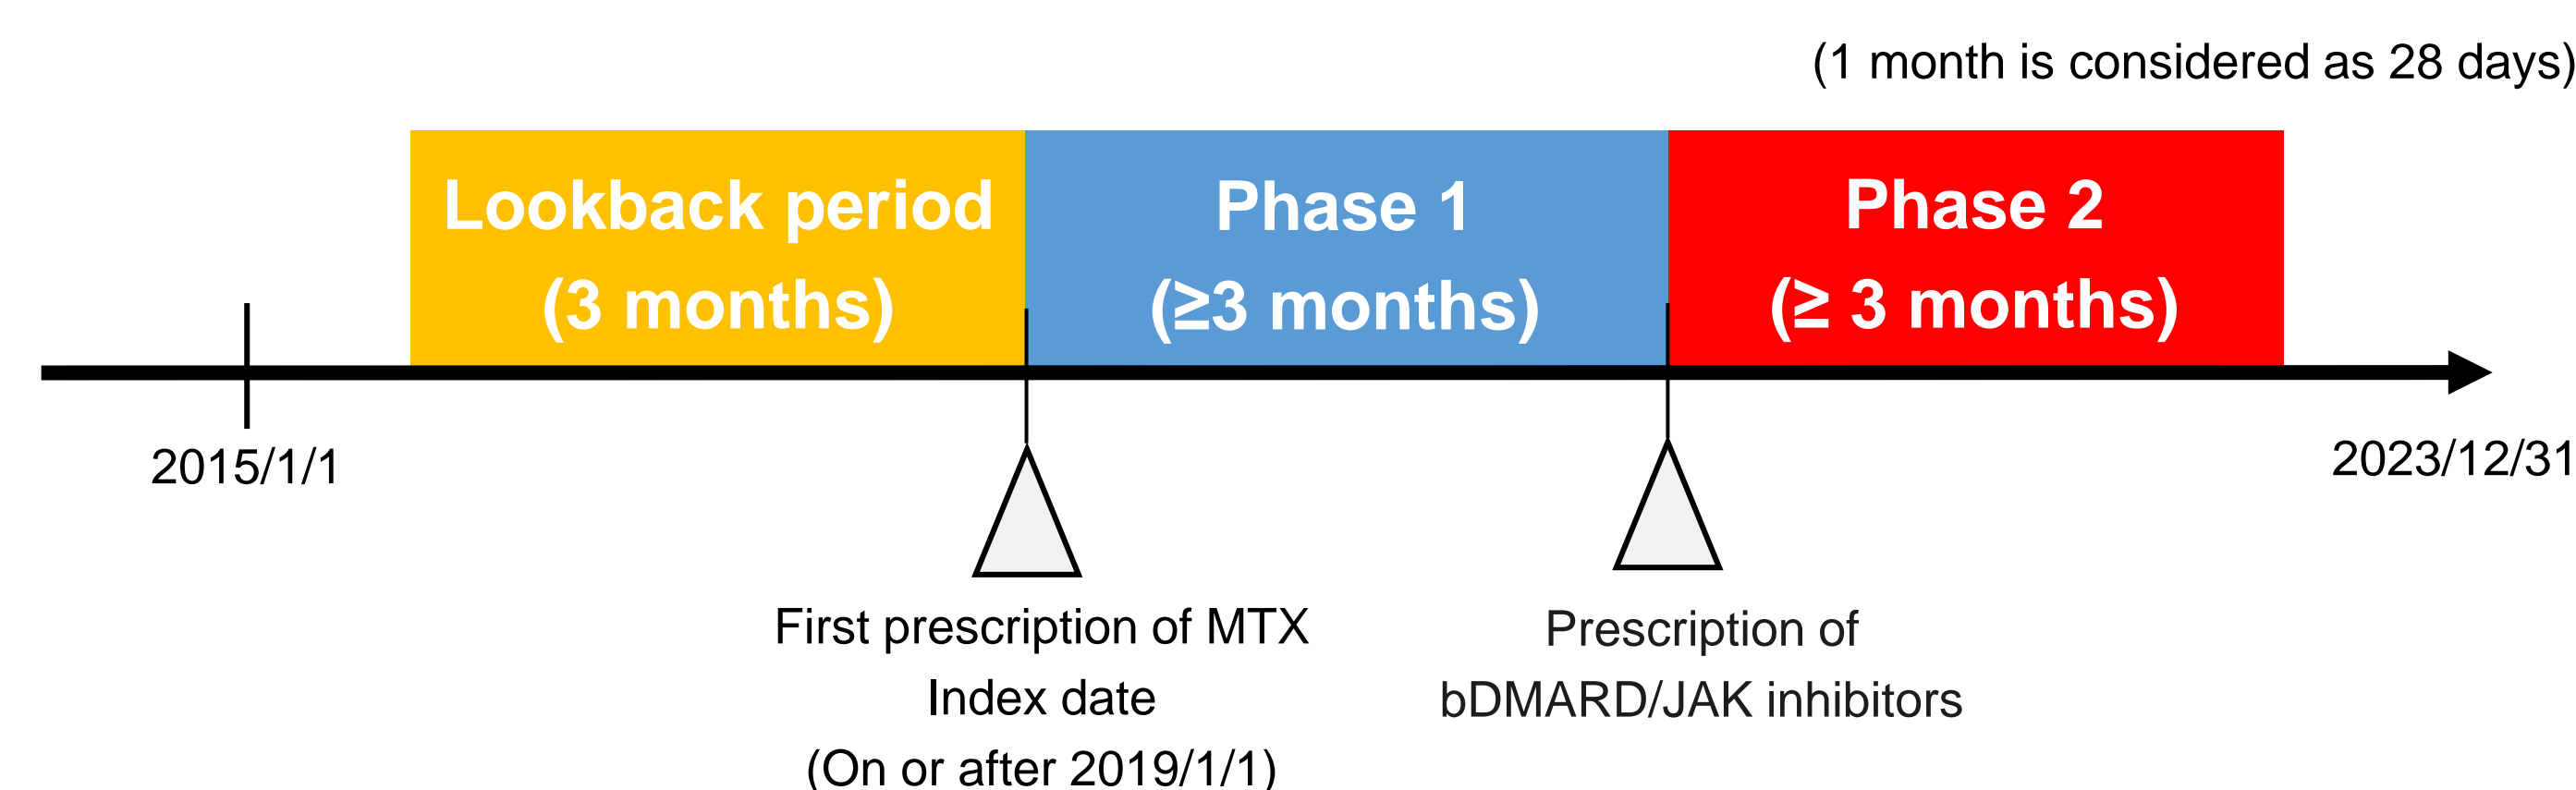 (1 month is considered as 28 days)
Lookback period
(3 months)
Phase 1
(≥3 months)
Phase 2
(≥ 3 months)
2015/1/1
2023/12/31
First prescription of MTX
Index date
(On or after 2019/1/1)
Prescription of
bDMARD/JAK inhibitors